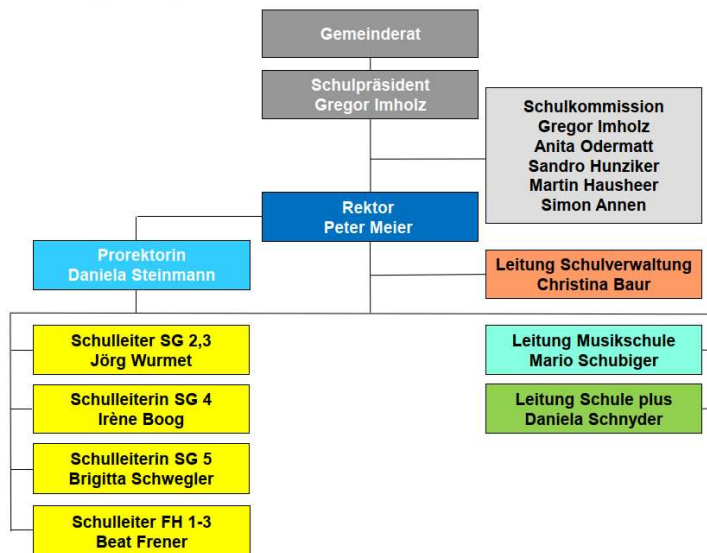 Gemeinderat
Schulpräsident
Gregor Imholz
Schulkommission
Gregor Imholz
Anita Odermatt
Sandro Hunziker
Martin Hausheer
Simon Annen
Rektor
Peter Meier
Prorektorin
Daniela Steinmann
Leitung Schulverwaltung
Christina Baur
Schulleiter SG 2,3
Jörg Wurmet
Leitung Musikschule
Mario Schubiger
Schulleiterin SG 4
Irène Boog
Leitung Schule plus
Daniela Schnyder
Schulleiterin SG 5
Brigitta Schwegler
Schulleiter FH 1-3
Beat Frener